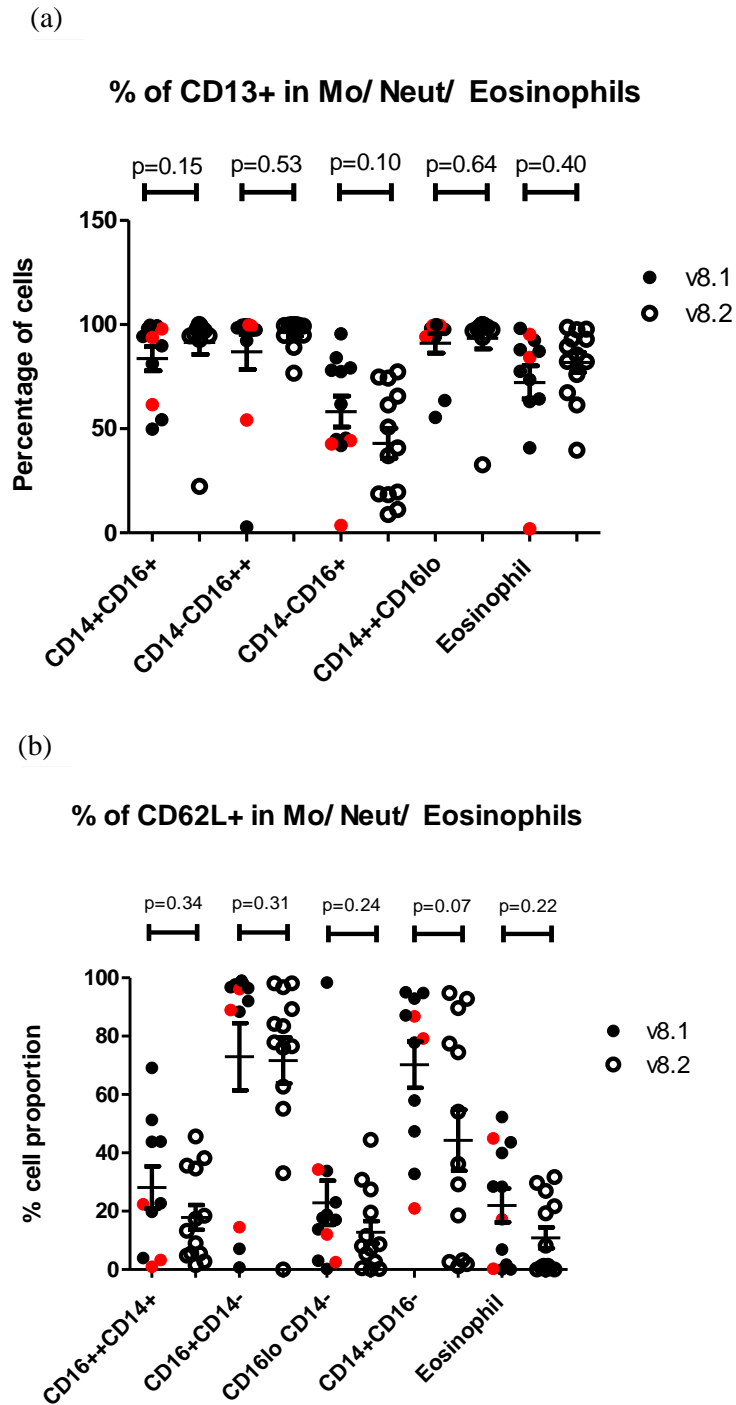 (a)
% of CD13+ in Mo/ Neut/ Eosinophils
p=0.15 p=0.53 p=0.10 p=0.64 p=0.40
150
100
50
0
Percentage of cells
v8.1
v8.2
CD14+CD16+
CD14-CD16++
CD14-CD16+
CD14++CD16lo
Eosinophil
(b)
% of CD62L+ in Mo/ Neut/ Eosinophils
p=0.34 p=0.31 p=0.24 p=0.07 p=0.22
100
80
60
40
20
0
% cell proportion
v8.1
v8.2
CD16++CD14+
CD16+CD14-
CD16lo CD14-
CD14+CD16-
Eosinophil